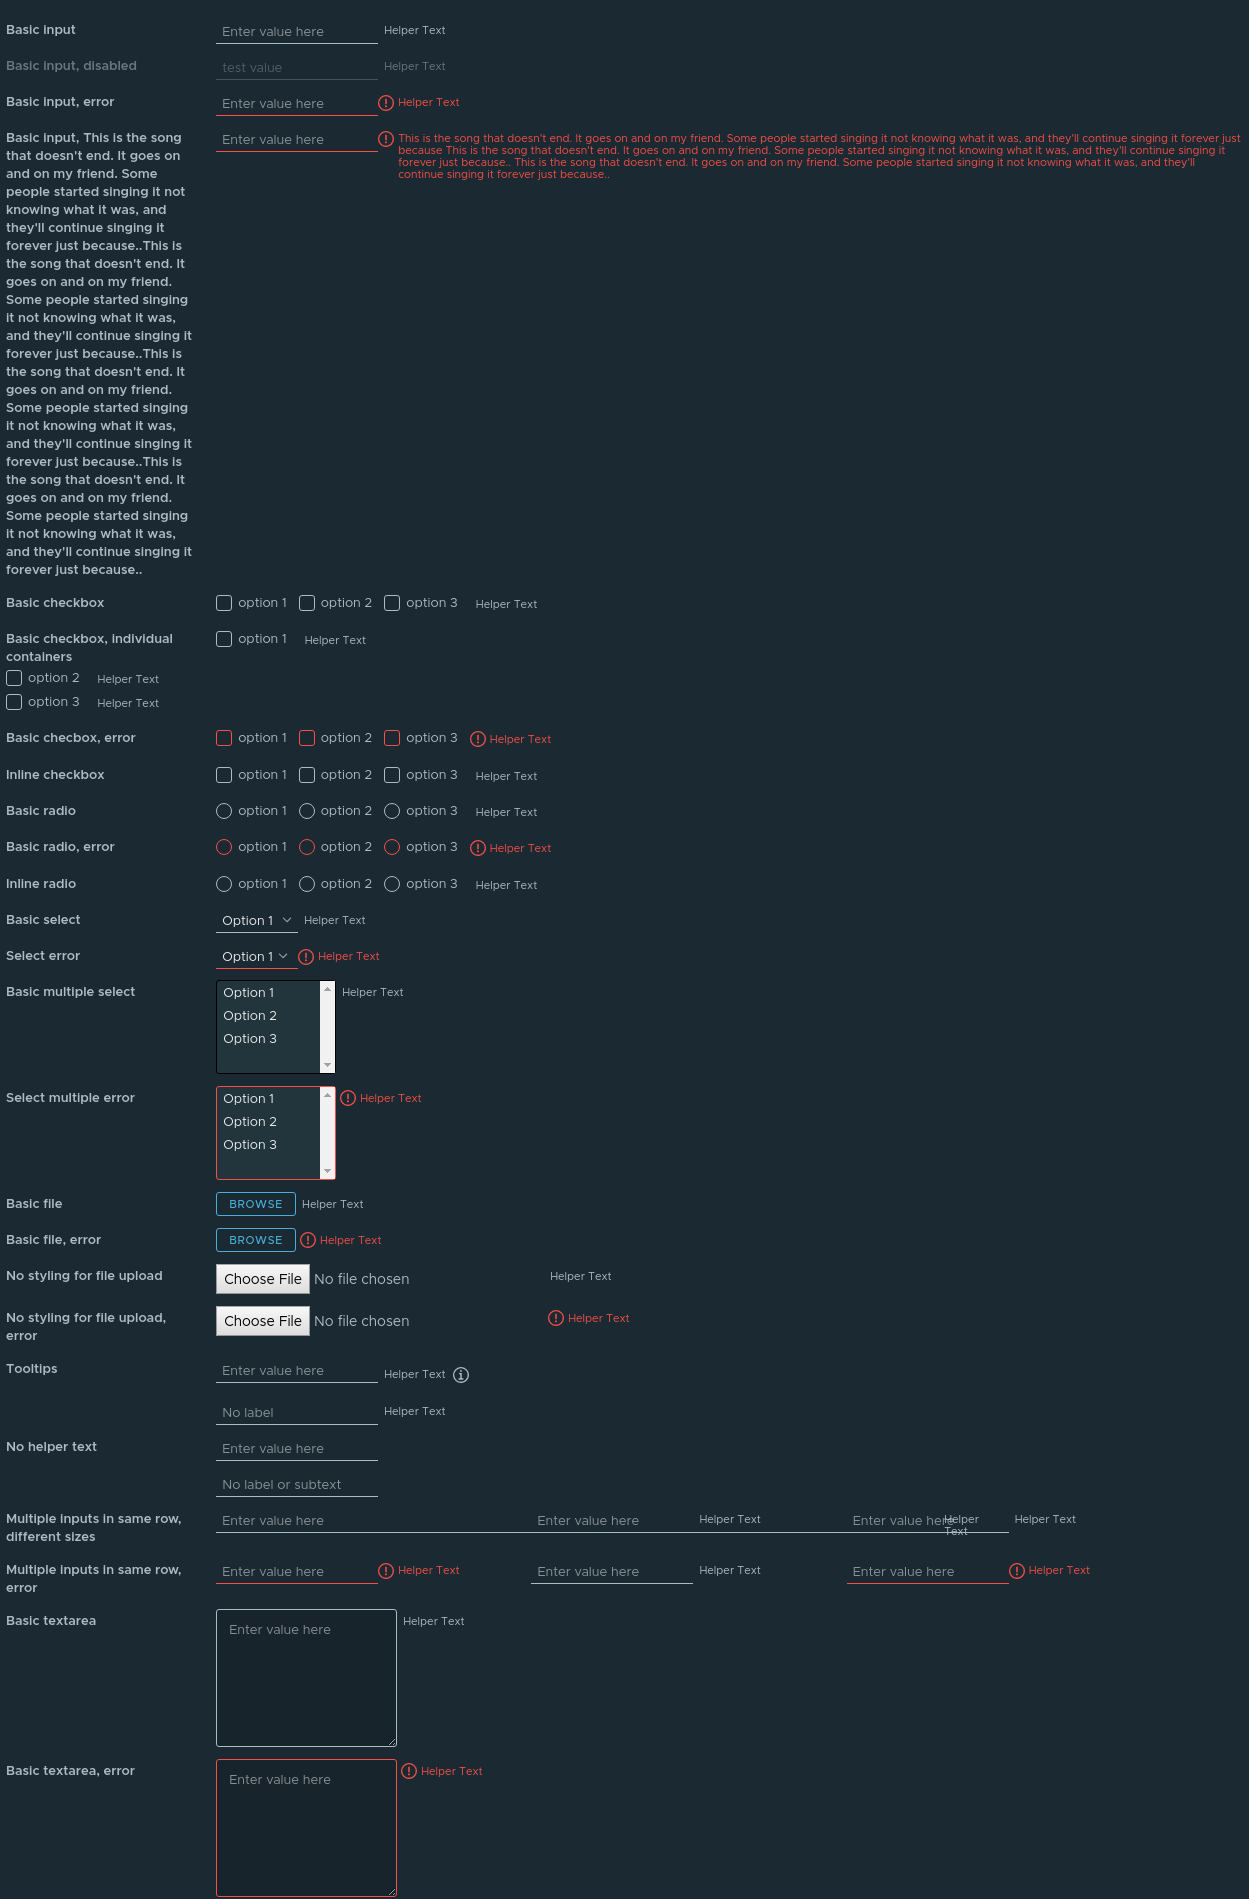 Basic input Enter value here Helper Text
Basic input, disabled test value Helper Text
Basic input, error Enter value here Helper Text
Basic input, This is the song
that doesn't end. It goes on
and on my friend. Some
people started singing it not
knowing what it was, and
they'll continue singing it
forever just because..This is
the song that doesn't end. It
goes on and on my friend.
Some people started singing
it not knowing what it was,
and they'll continue singing it
forever just because..This is
the song that doesn't end. It
goes on and on my friend.
Some people started singing
it not knowing what it was,
and they'll continue singing it
forever just because..This is
the song that doesn't end. It
goes on and on my friend.
Some people started singing
it not knowing what it was,
and they'll continue singing it
forever just because..
Enter value here
This is the song that doesn't end. It goes on and on my friend. Some people started singing it not knowing what it was, and they'll continue singing it forever just
because This is the song that doesn't end. It goes on and on my friend. Some people started singing it not knowing what it was, and they'll continue singing it
forever just because.. This is the song that doesn't end. It goes on and on my friend. Some people started singing it not knowing what it was, and they'll
continue singing it forever just because..
Basic checkbox option 1 option 2 option 3 Helper Text
Basic checkbox, individual
containers
option 1 Helper Text
option 2 Helper Text
option 3 Helper Text
Basic checbox, error option 1 option 2 option 3 Helper Text
Inline checkbox option 1 option 2 option 3 Helper Text
Basic radio option 1 option 2 option 3 Helper Text
Basic radio, error option 1 option 2 option 3 Helper Text
Inline radio option 1 option 2 option 3 Helper Text
Basic select Option 1 Helper Text
Select error Option 1 Helper Text
Basic multiple select Option 1 Helper Text
Option 2
Option 3
Select multiple error Option 1 Helper Text
Option 2
Option 3
Basic file BROWSE Helper Text
Basic file, error BROWSE Helper Text
No styling for file upload Choose File No file chosen Helper Text
No styling for file upload,
error
Choose File No file chosen Helper Text
Tooltips Enter value here Helper Text
No label Helper Text
No helper text Enter value here
No label or subtext
Multiple inputs in same row,
different sizes
Enter value here Enter value here Helper Text Enter value here Helper Text
Helper
Text
Multiple inputs in same row,
error
Enter value here Helper Text Enter value here Helper Text Enter value here Helper Text
Basic textarea Enter value here Helper Text
Basic textarea, error Enter value here Helper Text